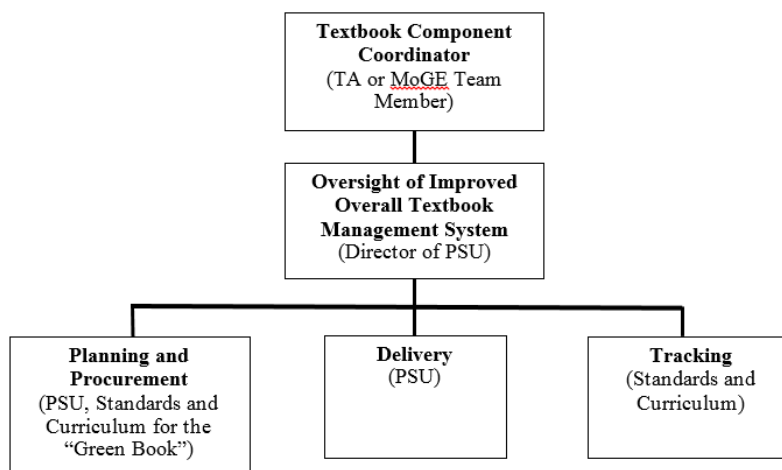 Textbook Component
Coordinator
(TA or MoGE Team
Member)
Oversight of Improved
Overall Textbook
Management System
(Director of PSU)
Planning and
Procurement
(PSU, Standards and
Curriculum for the
“Green Book”)
Delivery
(PSU)
Tracking
(Standards and
Curriculum)